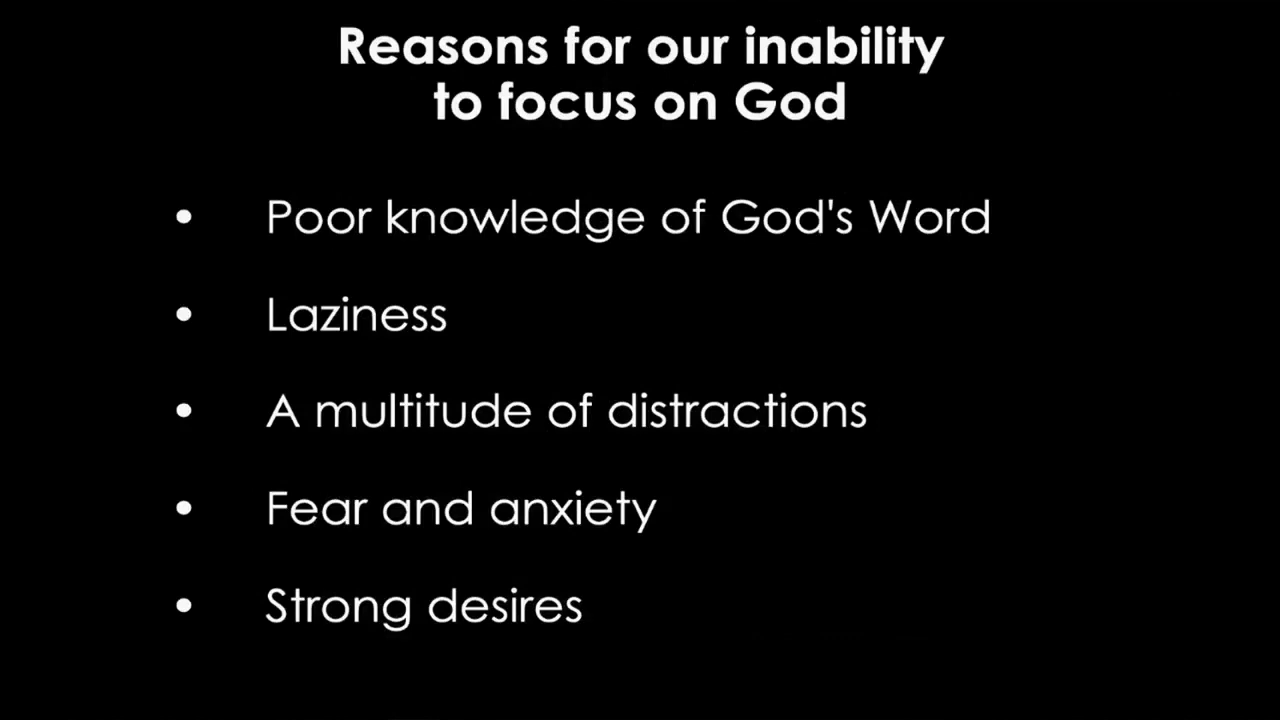 Reasons for our inability
to focus on God
• Poor knowledge of God's Word
• Laziness
• A multitude of distractions
• Fear and anxiety
• Strong desires